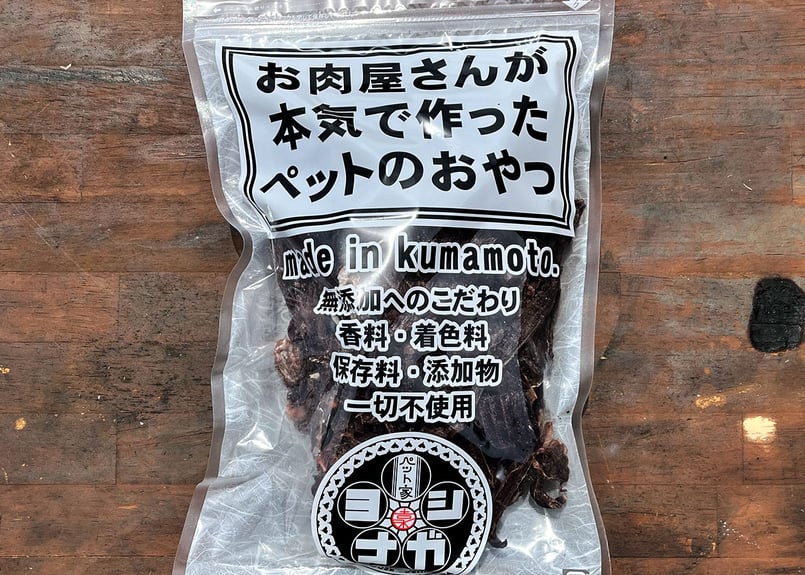 お肉屋さんが
本気で作った
ペットのおやつ
made in kumamoto.
無添加へのこだわり
香料・着色料
保存料・添加物
一切不使用
ペット家
ヨシ
ナガ